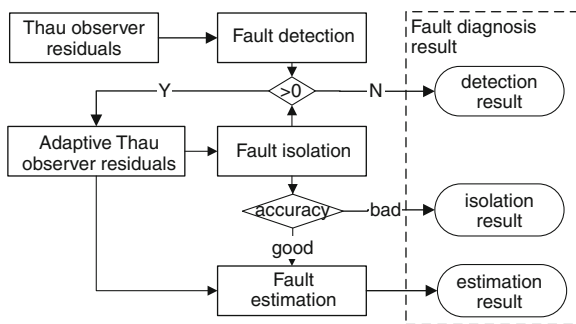 Thau observer
residuals
Fault detection
Fault diagnosis
result
Y
>0
N
detection
result
Adaptive Thau
observer residuals
Fault isolation
accuracy
bad
isolation
result
good
Fault
estimation
estimation
result